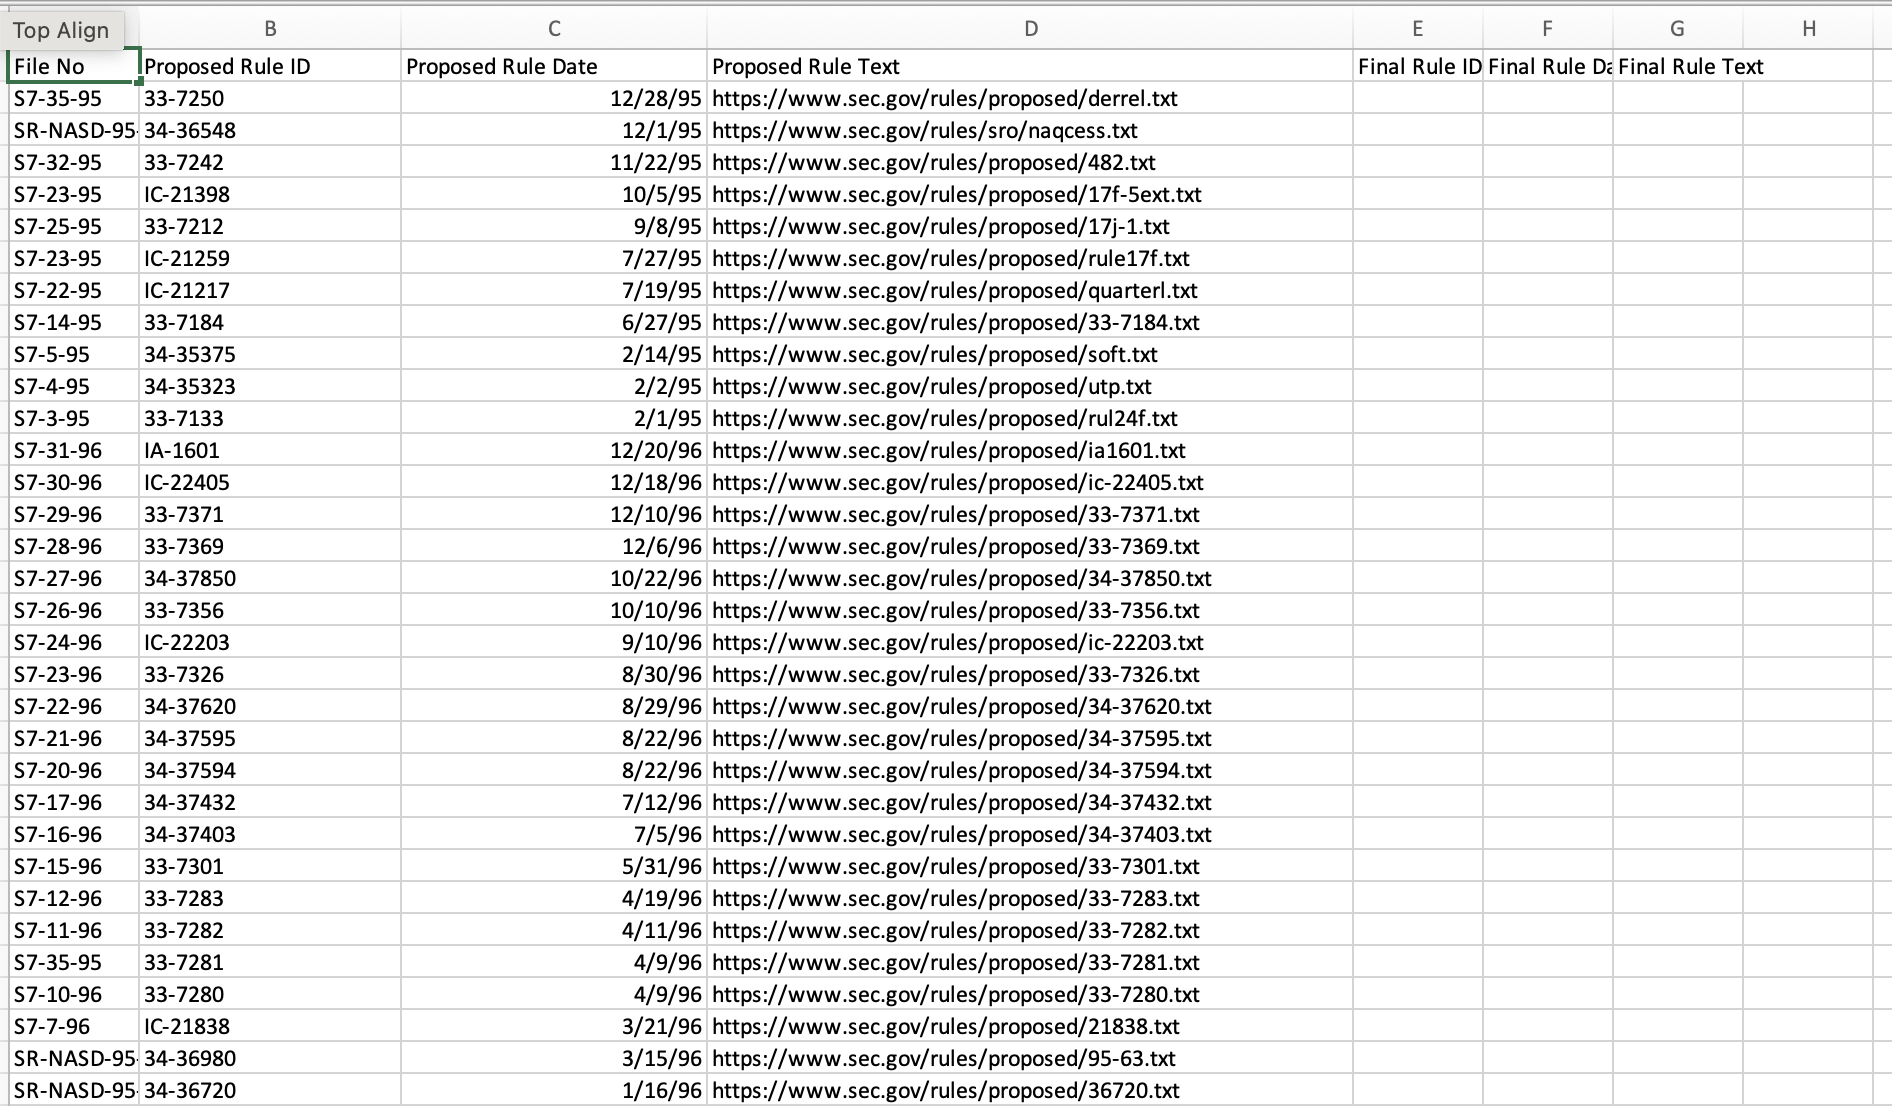 Top Align B C D E F G H
File No Proposed Rule ID Proposed Rule Date Proposed Rule Text Final Rule ID Final Rule Da Final Rule Text
S7-35-95 33-7250 12/28/95 https://www.sec.gov/rules/proposed/derrel.txt
SR-NASD-95- 34-36548 12/1/95 https://www.sec.gov/rules/sro/naqcess.txt
S7-32-95 33-7242 11/22/95 https://www.sec.gov/rules/proposed/482.txt
S7-23-95 IC-21398 10/5/95 https://www.sec.gov/rules/proposed/17f-5ext.txt
S7-25-95 33-7212 9/8/95 https://www.sec.gov/rules/proposed/17j-1.txt
S7-23-95 IC-21259 7/27/95 https://www.sec.gov/rules/proposed/rule17f.txt
S7-22-95 IC-21217 7/19/95 https://www.sec.gov/rules/proposed/quarterl.txt
S7-14-95 33-7184 6/27/95 https://www.sec.gov/rules/proposed/33-7184.txt
S7-5-95 34-35375 2/14/95 https://www.sec.gov/rules/proposed/soft.txt
S7-4-95 34-35323 2/2/95 https://www.sec.gov/rules/proposed/utp.txt
S7-3-95 33-7133 2/1/95 https://www.sec.gov/rules/proposed/rul24f.txt
S7-31-96 IA-1601 12/20/96 https://www.sec.gov/rules/proposed/ia1601.txt
S7-30-96 IC-22405 12/18/96 https://www.sec.gov/rules/proposed/ic-22405.txt
S7-29-96 33-7371 12/10/96 https://www.sec.gov/rules/proposed/33-7371.txt
S7-28-96 33-7369 12/6/96 https://www.sec.gov/rules/proposed/33-7369.txt
S7-27-96 34-37850 10/22/96 https://www.sec.gov/rules/proposed/34-37850.txt
S7-26-96 33-7356 10/10/96 https://www.sec.gov/rules/proposed/33-7356.txt
S7-24-96 IC-22203 9/10/96 https://www.sec.gov/rules/proposed/ic-22203.txt
S7-23-96 33-7326 8/30/96 https://www.sec.gov/rules/proposed/33-7326.txt
S7-22-96 34-37620 8/29/96 https://www.sec.gov/rules/proposed/34-37620.txt
S7-21-96 34-37595 8/22/96 https://www.sec.gov/rules/proposed/34-37595.txt
S7-20-96 34-37594 8/22/96 https://www.sec.gov/rules/proposed/34-37594.txt
S7-17-96 34-37432 7/12/96 https://www.sec.gov/rules/proposed/34-37432.txt
S7-16-96 34-37403 7/5/96 https://www.sec.gov/rules/proposed/34-37403.txt
S7-15-96 33-7301 5/31/96 https://www.sec.gov/rules/proposed/33-7301.txt
S7-12-96 33-7283 4/19/96 https://www.sec.gov/rules/proposed/33-7283.txt
S7-11-96 33-7282 4/11/96 https://www.sec.gov/rules/proposed/33-7282.txt
S7-35-95 33-7281 4/9/96 https://www.sec.gov/rules/proposed/33-7281.txt
S7-10-96 33-7280 4/9/96 https://www.sec.gov/rules/proposed/33-7280.txt
S7-7-96 IC-21838 3/21/96 https://www.sec.gov/rules/proposed/21838.txt
SR-NASD-95- 34-36980 3/15/96 https://www.sec.gov/rules/proposed/95-63.txt
SR-NASD-95- 34-36720 1/16/96 https://www.sec.gov/rules/proposed/36720.txt